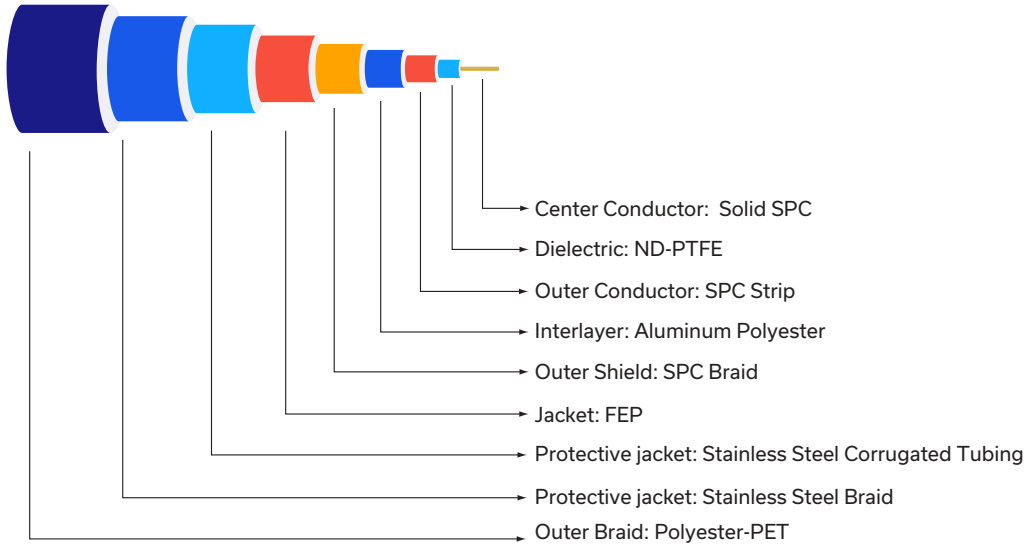 Center Conductor:  Solid SPC
Dielectric: ND-PTFE
Outer Conductor: SPC Strip
Interlayer: Aluminum Polyester
Outer Shield: SPC Braid
Jacket: FEP
Protective jacket: Stainless Steel Corrugated Tubing
Protective jacket: Stainless Steel Braid
Outer Braid: Polyester-PET